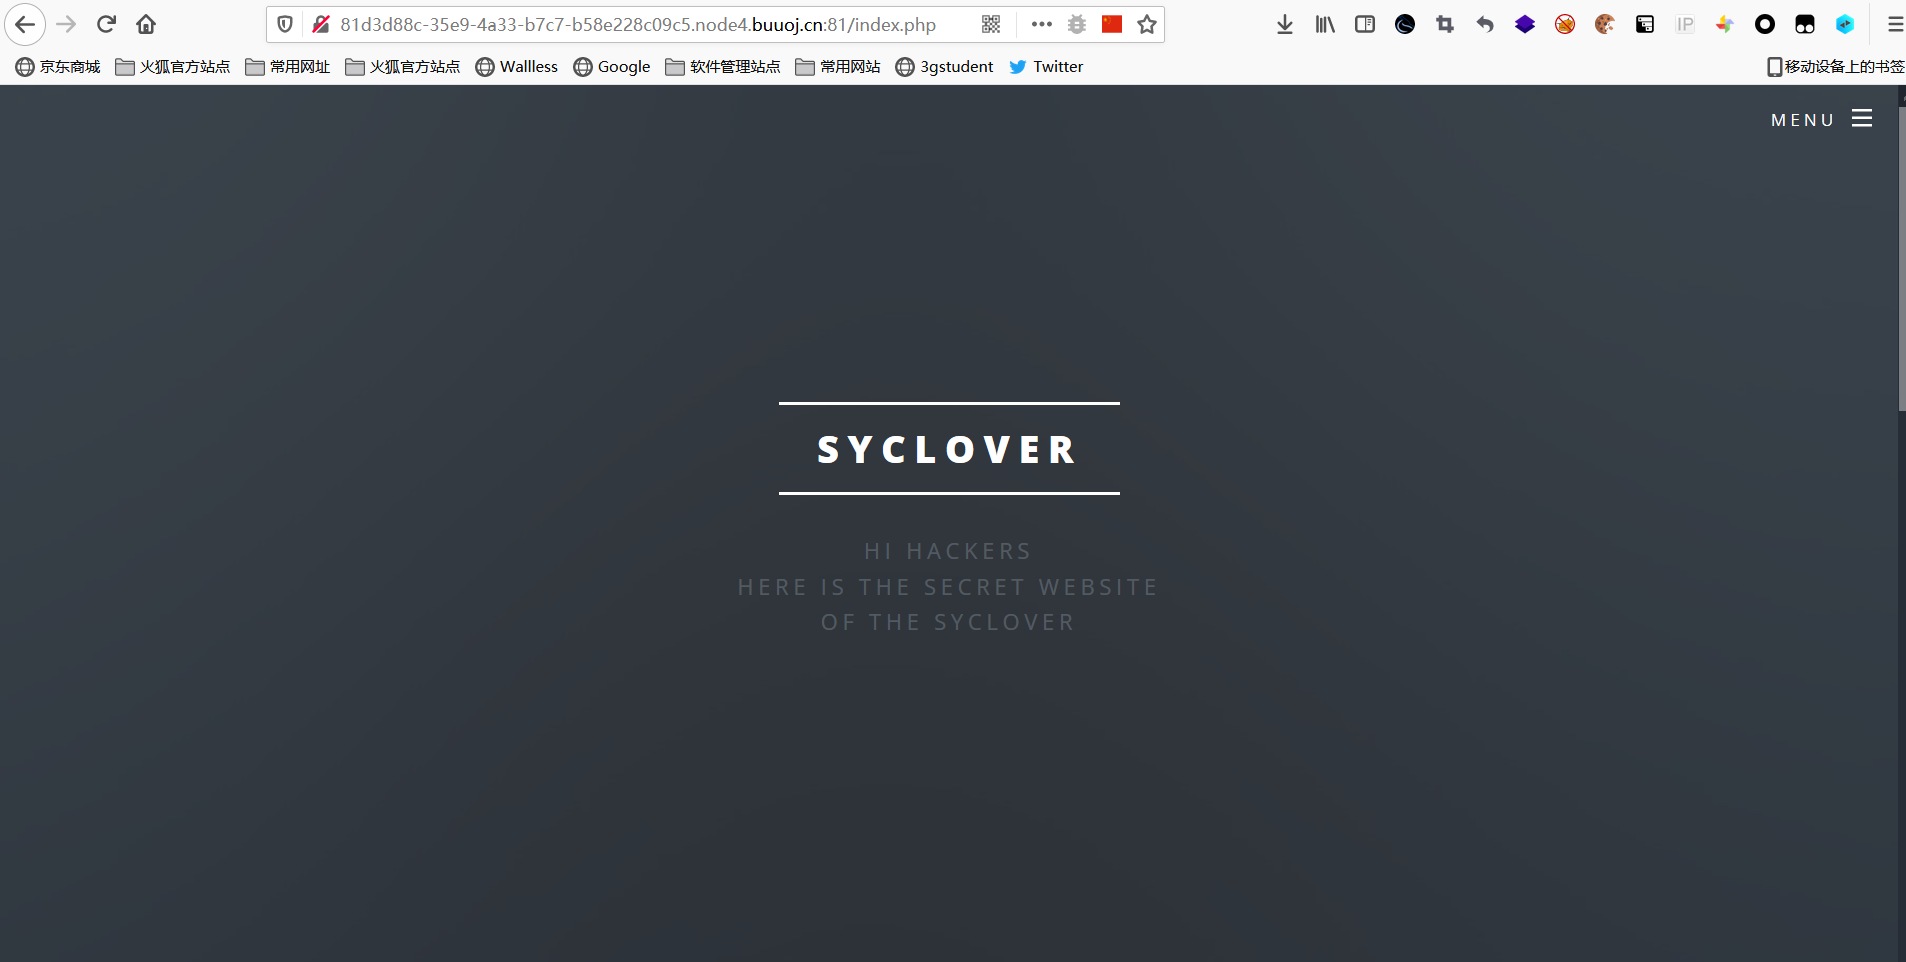 81d3d88c-35e9-4a33-b7c7-b58e228c09c5.node4.buuoj.cn:81/index.php
IP
京东商城 火狐官方站点 常用网址 火狐官方站点 Wallless Google 软件管理站点 常用网站 3gstudent Twitter 移动设备上的书签
MENU
SYCLOVER
HI HACKERS
HERE IS THE SECRET WEBSITE
OF THE SYCLOVER